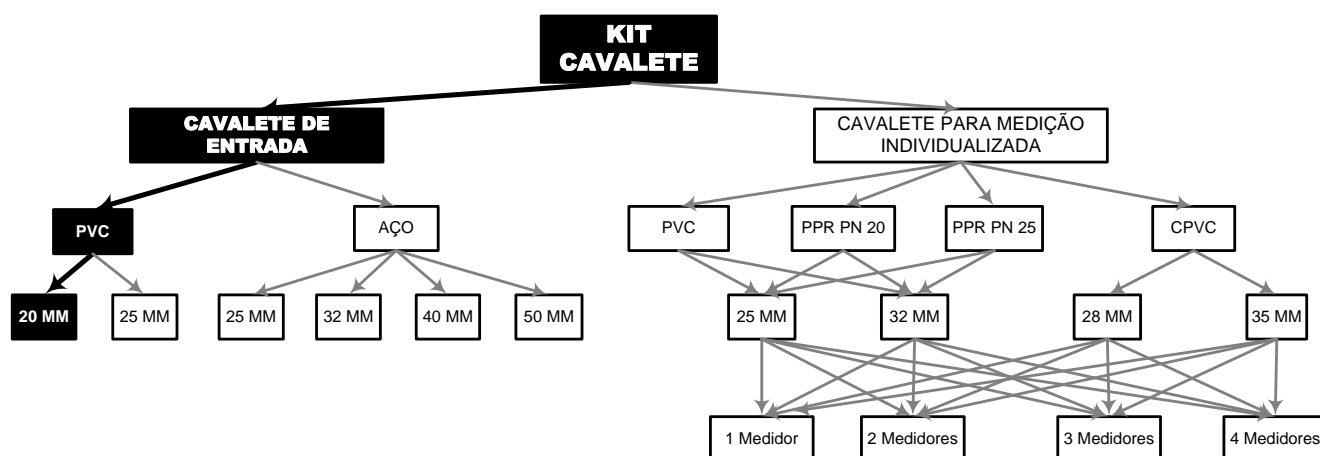 KIT
CAVALETE
CAVALETE DE
ENTRADA
CAVALETE PARA MEDIÇÃO
INDIVIDUALIZADA
PVC
AÇO
PVC
PPR PN 20
PPR PN 25
CPVC
20 MM
25 MM
25 MM
32 MM
40 MM
50 MM
25 MM
32 MM
28 MM
35 MM
1 Medidor
2 Medidores
3 Medidores
4 Medidores